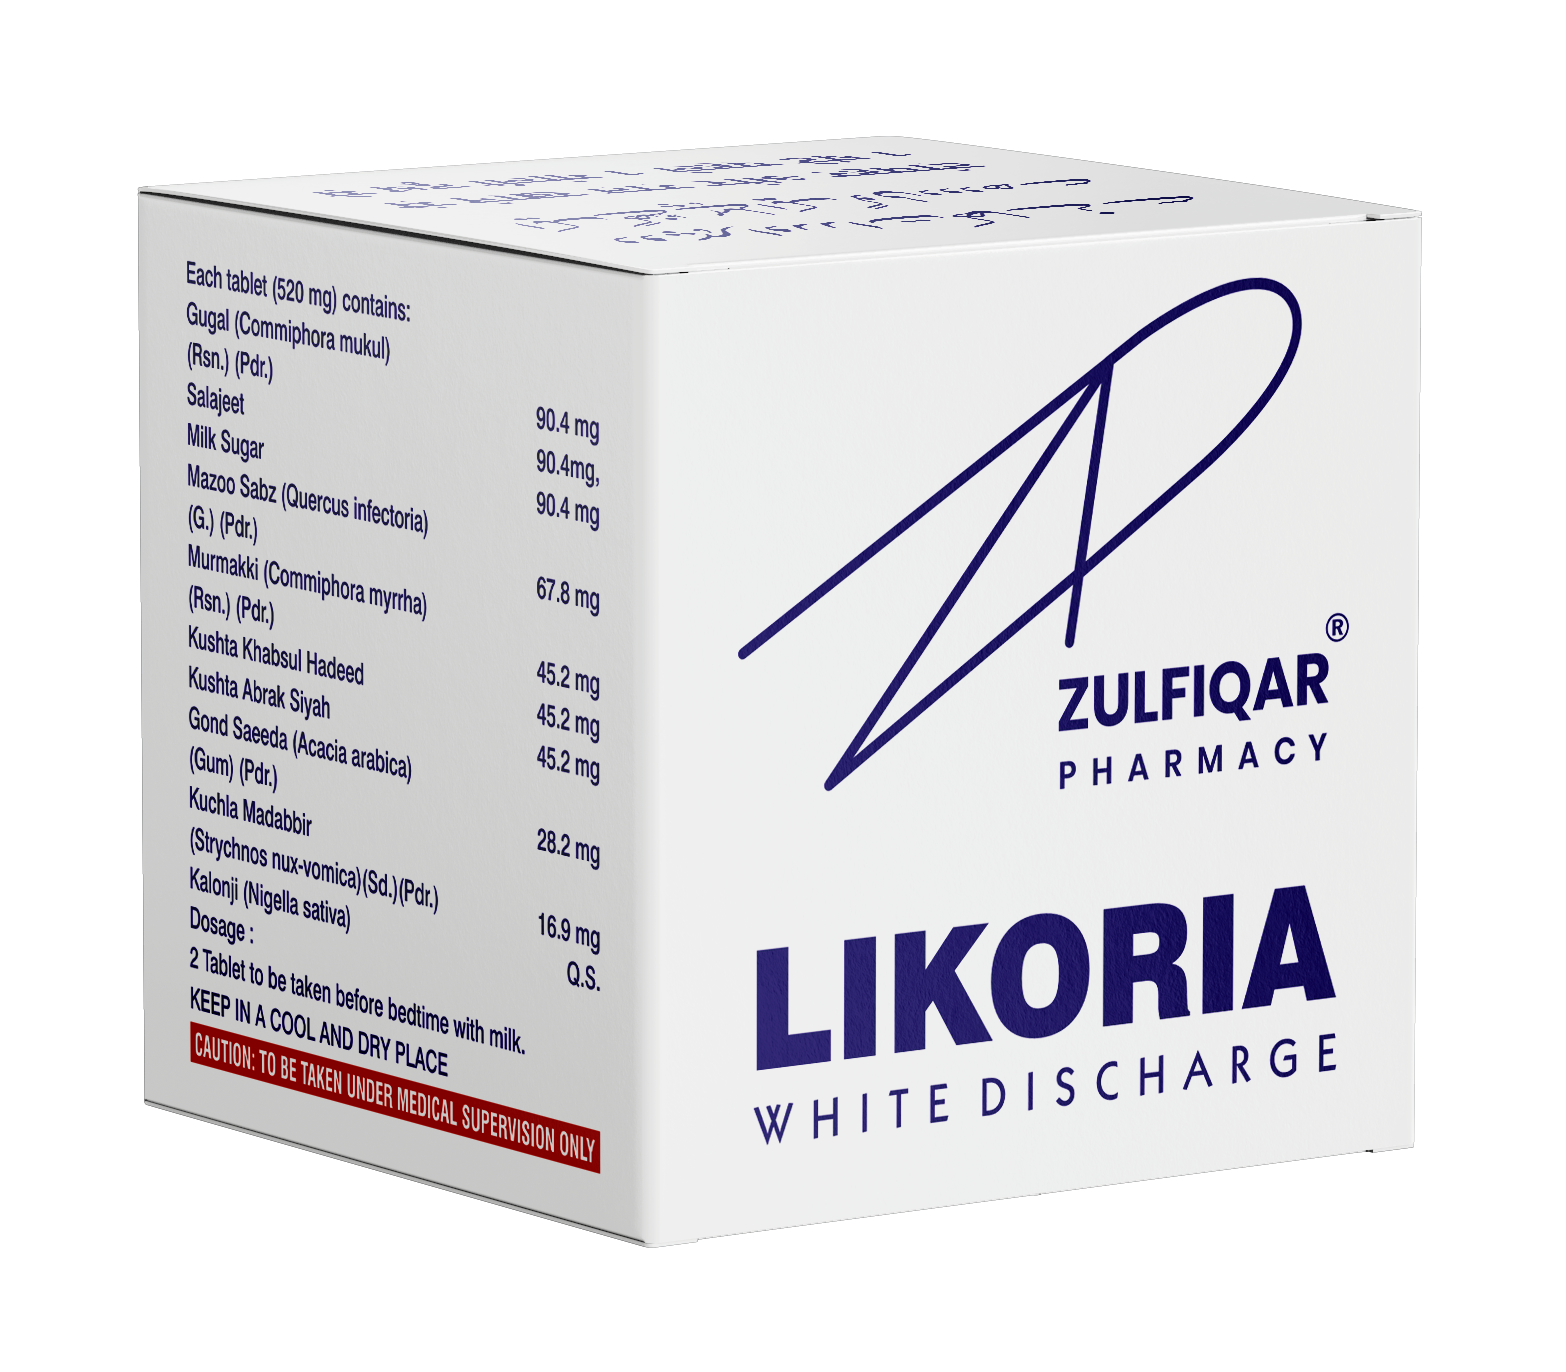 Each tablet (520 mg) contains:
Gugal (Commiphora mukul)
(Rsn.) (Pdr.) 90.4 mg
Salajeet 90.4mg,
Milk Sugar 90.4 mg
Mazoo Sabz (Quercus infectoria)
(G.) (Pdr.) 67.8 mg
Murmakki (Commiphora myrrha)
(Rsn.) (Pdr.) 45.2 mg
Kushta Khabsul Hadeed 45.2 mg
Kushta Abrak Siyah 45.2 mg
Gond Saeeda (Acacia arabica)
(Gum) (Pdr.) 28.2 mg
Kuchla Madabbir
(Strychnos nux-vomica)(Sd.)(Pdr.) 16.9 mg
Kalonji (Nigella sativa) Q.S.
Dosage :
2 Tablet to be taken before bedtime with milk.
KEEP IN A COOL AND DRY PLACE
CAUTION: TO BE TAKEN UNDER MEDICAL SUPERVISION ONLY
ZULFIQAR®
PHARMACY
LIKORIA
WHITE DISCHARGE